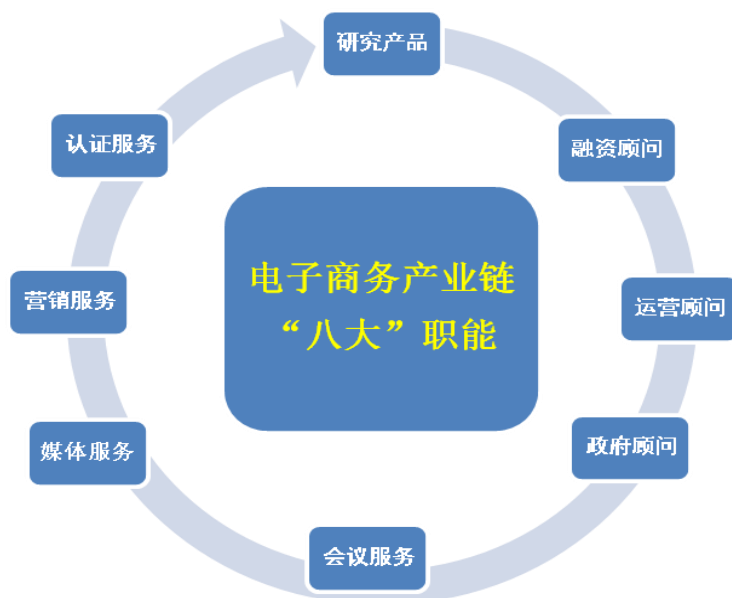 研究产品
融资顾问
运营顾问
政府顾问
会议服务
媒体服务
营销服务
认证服务
电子商务产业链
“八大”职能